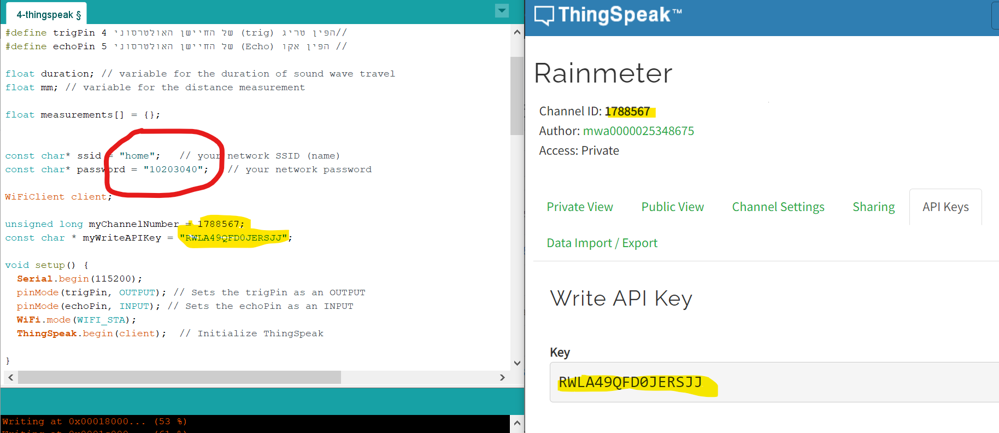 4-thingspeak §
#define trigPin 4 הפין טריג (trig) של החיישן האולטרסוני//
#define echoPin 5 הפין אקו (Echo) של החיישן האולטרסוני //
float duration; // variable for the duration of sound wave travel
float mm; // variable for the distance measurement
float measurements[] = {};
const char* ssid = "home"; // your network SSID (name)
const char* password = "10203040"; // your network password
WiFiClient client;
unsigned long myChannelNumber = 1788567;
const char * myWriteAPIKey = "RWLA49QFD0JERSJJ";
void setup() {
Serial.begin(115200);
pinMode(trigPin, OUTPUT); // Sets the trigPin as an OUTPUT
pinMode(echoPin, INPUT); // Sets the echoPin as an INPUT
WiFi.mode(WIFI_STA);
ThingSpeak.begin(client); // Initialize ThingSpeak
}
Writing at 0x00018000... (53 %)
ThingSpeak™
Rainmeter
Channel ID: 1788567
Author: mwa0000025348675
Access: Private
Private View Public View Channel Settings Sharing API Keys
Data Import / Export
Write API Key
Key
RWLA49QFD0JERSJJ